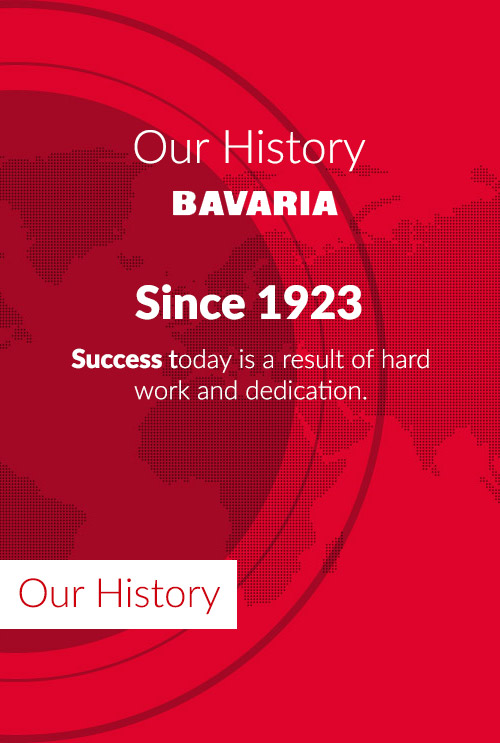 Our History
BAVARIA
Since 1923
Success today is a result of hard
work and dedication.
Our History